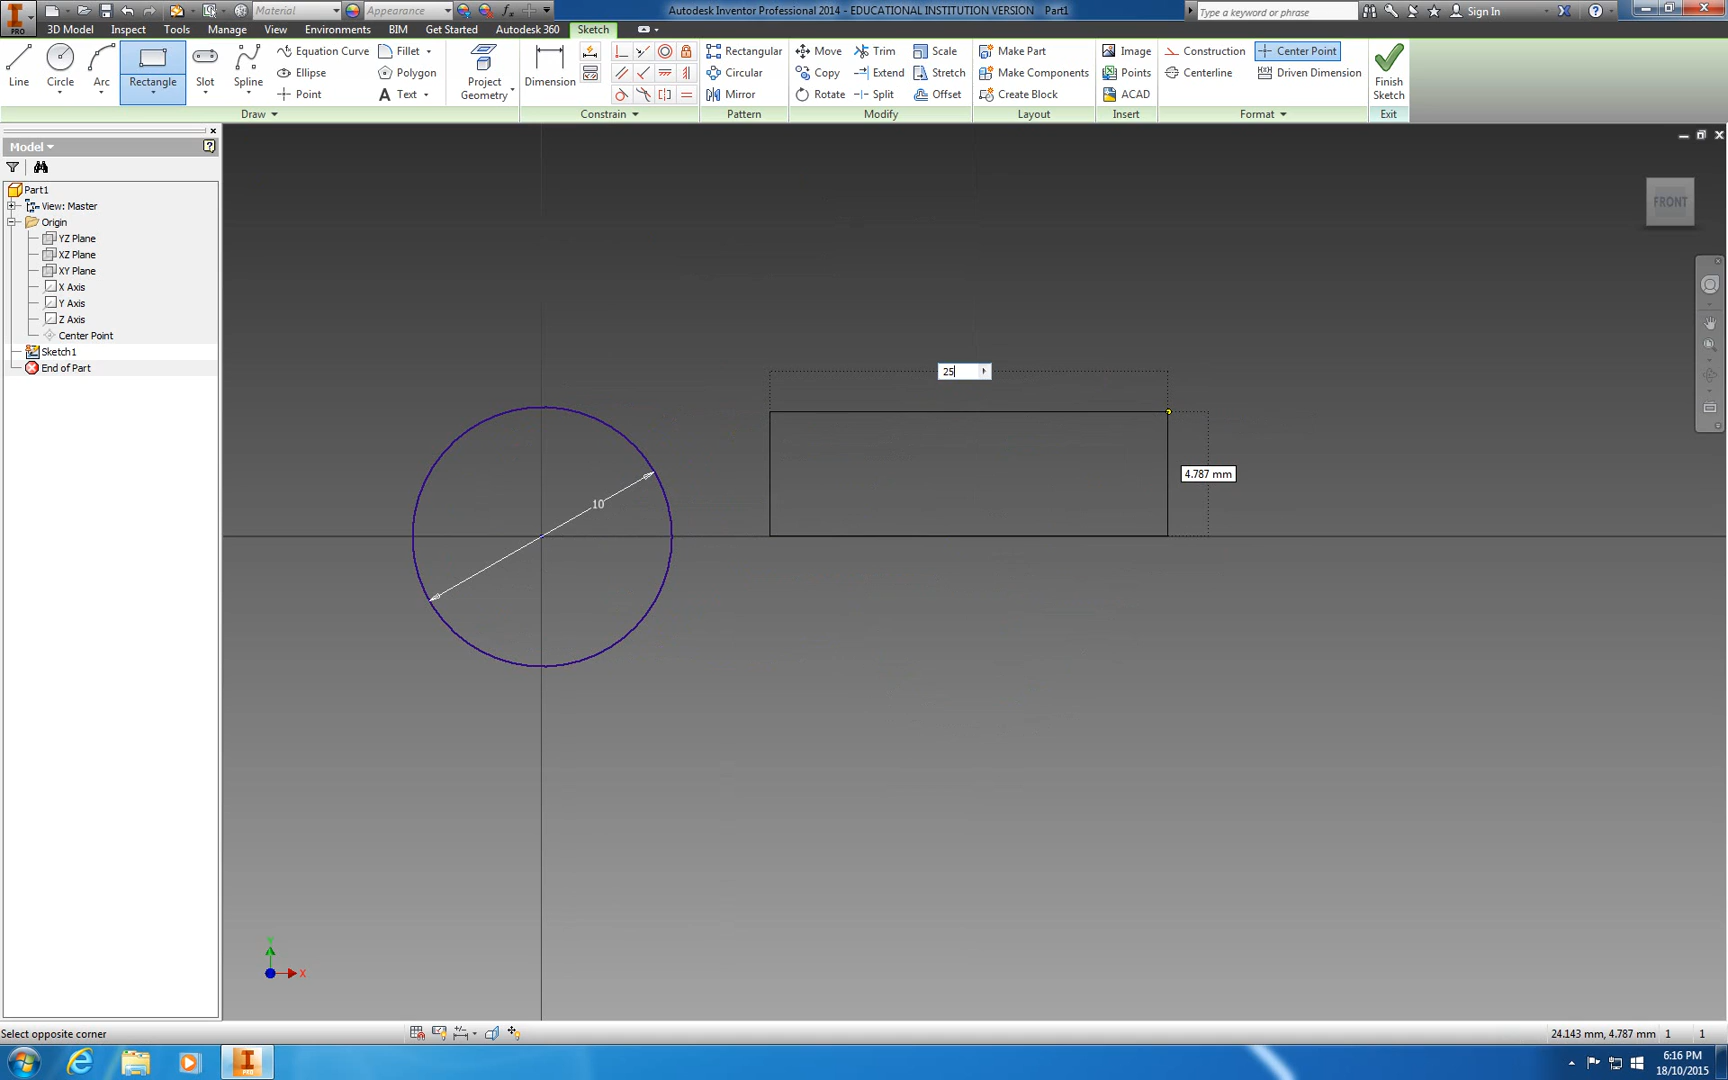 Material
Appearance
Autodesk Inventor Professional 2014 - EDUCATIONAL INSTITUTION VERSION Part1
Type a keyword or phrase
Sign In
PRO
3D Model
Inspect
Tools
Manage
View
Environments
BIM
Get Started
Autodesk 360
Sketch
Line
Circle
Arc
Rectangle
Slot
Spline
Equation Curve
Ellipse
Point
Fillet
Polygon
Text
Project Geometry
Dimension
Rectangular
Circular
Mirror
Move
Copy
Rotate
Trim
Extend
Split
Scale
Stretch
Offset
Make Part
Make Components
Create Block
Image
Points
ACAD
Construction
Centerline
Center Point
Driven Dimension
Finish Sketch
Draw
Constrain
Pattern
Modify
Layout
Insert
Format
Exit
Model
Part1
View: Master
Origin
YZ Plane
XZ Plane
XY Plane
X Axis
Y Axis
Z Axis
Center Point
Sketch1
End of Part
FRONT
25
4.787 mm
10
Y
X
Select opposite corner
24.143 mm, 4.787 mm 1 1
PRO
6:16 PM
18/10/2015